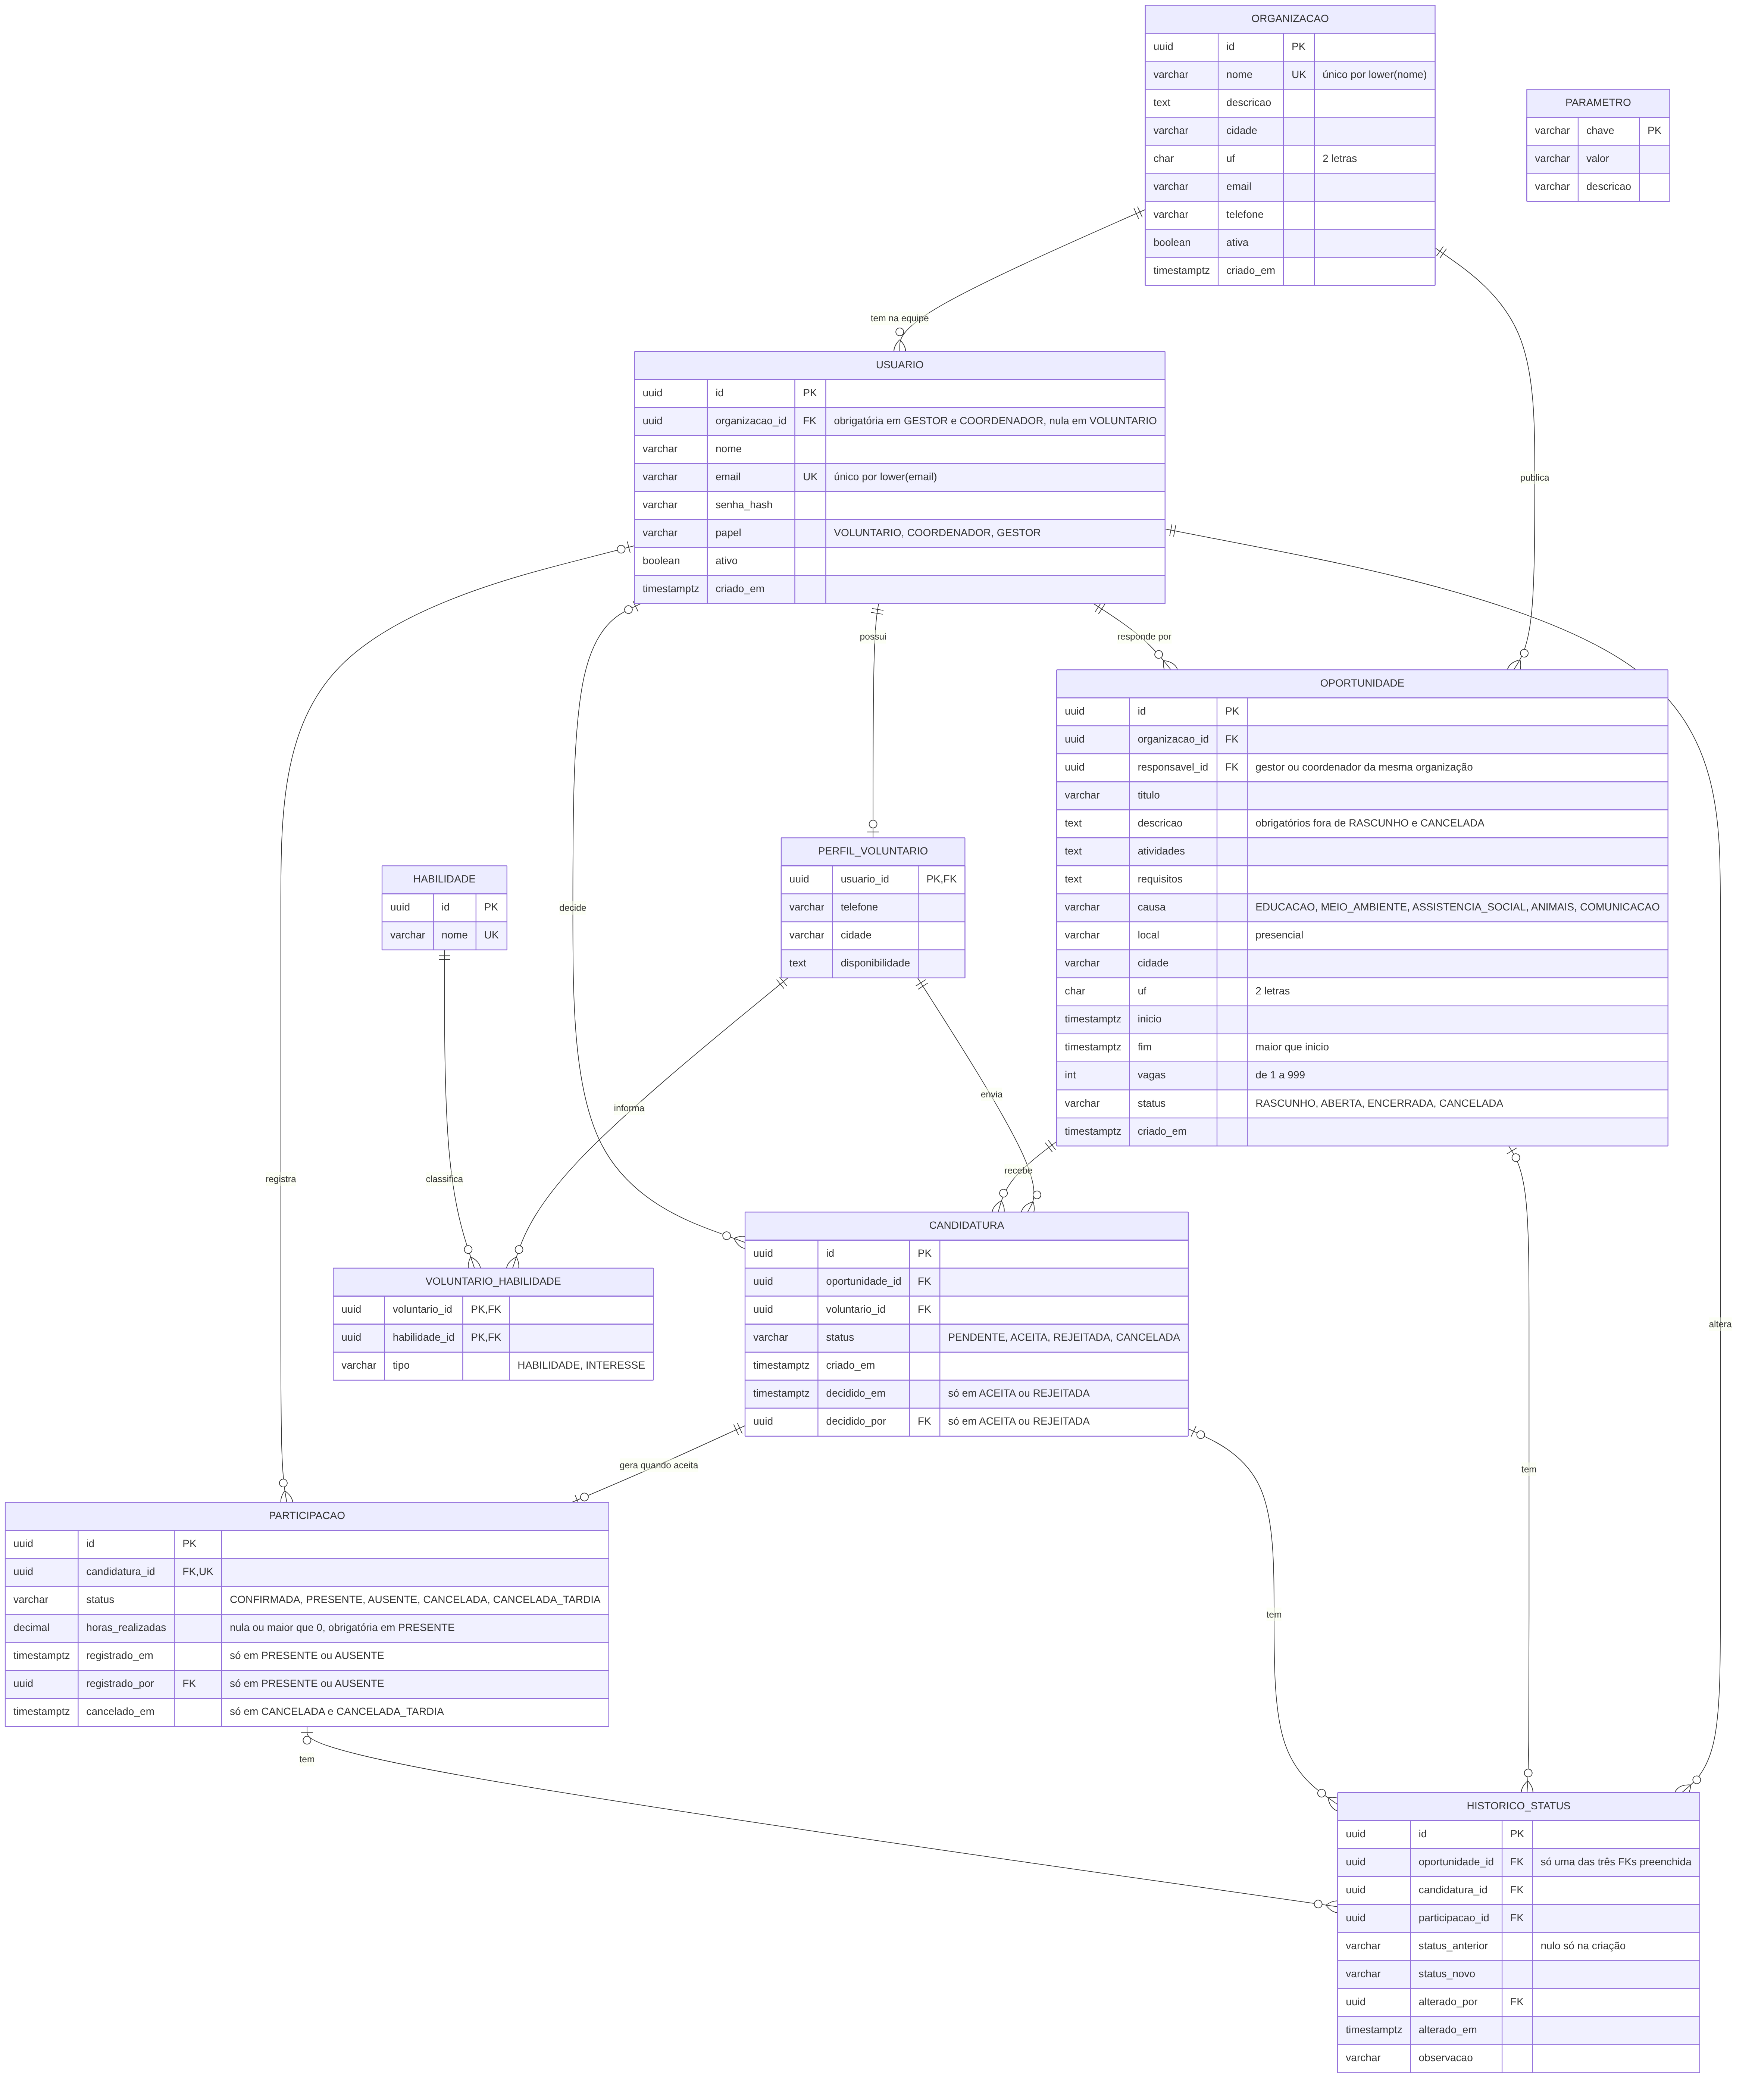 ORGANIZACAO
uuid id PK
varchar nome UK único por lower(nome)
text descricao
varchar cidade
char uf 2 letras
varchar email
varchar telefone
boolean ativa
timestamptz criado_em
PARAMETRO
varchar chave PK
varchar valor
varchar descricao
tem na equipe
publica
USUARIO
uuid id PK
uuid organizacao_id FK obrigatória em GESTOR e COORDENADOR, nula em VOLUNTARIO
varchar nome
varchar email UK único por lower(email)
varchar senha_hash
varchar papel VOLUNTARIO, COORDENADOR, GESTOR
boolean ativo
timestamptz criado_em
possui
responde por
OPORTUNIDADE
uuid id PK
uuid organizacao_id FK
uuid responsavel_id FK gestor ou coordenador da mesma organização
varchar titulo
text descricao obrigatórios fora de RASCUNHO e CANCELADA
text atividades
text requisitos
varchar causa EDUCACAO, MEIO_AMBIENTE, ASSISTENCIA_SOCIAL, ANIMAIS, COMUNICACAO
varchar local presencial
varchar cidade
char uf 2 letras
timestamptz inicio
timestamptz fim maior que inicio
int vagas de 1 a 999
varchar status RASCUNHO, ABERTA, ENCERRADA, CANCELADA
timestamptz criado_em
PERFIL_VOLUNTARIO
uuid usuario_id PK,FK
varchar telefone
varchar cidade
text disponibilidade
HABILIDADE
uuid id PK
varchar nome UK
decide
envia
informa
recebe
registra
classifica
altera
CANDIDATURA
uuid id PK
uuid oportunidade_id FK
uuid voluntario_id FK
varchar status PENDENTE, ACEITA, REJEITADA, CANCELADA
timestamptz criado_em
timestamptz decidido_em só em ACEITA ou REJEITADA
uuid decidido_por FK só em ACEITA ou REJEITADA
VOLUNTARIO_HABILIDADE
uuid voluntario_id PK,FK
uuid habilidade_id PK,FK
varchar tipo HABILIDADE, INTERESSE
gera quando aceita
tem
tem
PARTICIPACAO
uuid id PK
uuid candidatura_id FK,UK
varchar status CONFIRMADA, PRESENTE, AUSENTE, CANCELADA, CANCELADA_TARDIA
decimal horas_realizadas nula ou maior que 0, obrigatória em PRESENTE
timestamptz registrado_em só em PRESENTE ou AUSENTE
uuid registrado_por FK só em PRESENTE ou AUSENTE
timestamptz cancelado_em só em CANCELADA e CANCELADA_TARDIA
tem
HISTORICO_STATUS
uuid id PK
uuid oportunidade_id FK só uma das três FKs preenchida
uuid candidatura_id FK
uuid participacao_id FK
varchar status_anterior nulo só na criação
varchar status_novo
uuid alterado_por FK
timestamptz alterado_em
varchar observacao